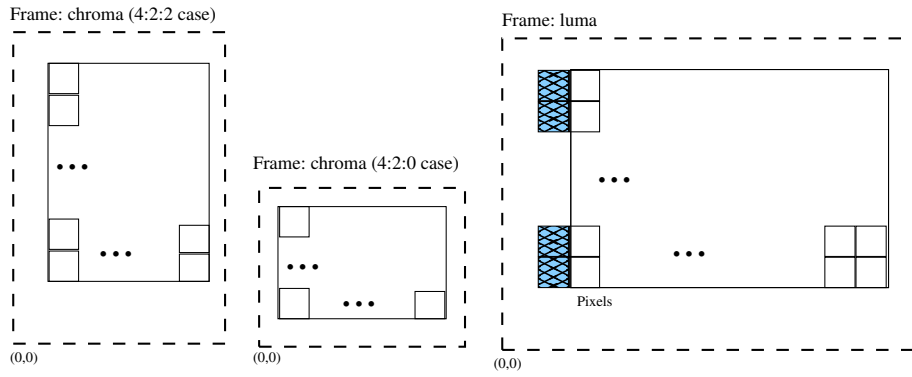 Frame: chroma (4:2:2 case)
Frame: luma
Frame: chroma (4:2:0 case)
Pixels
(0,0)
(0,0)
(0,0)